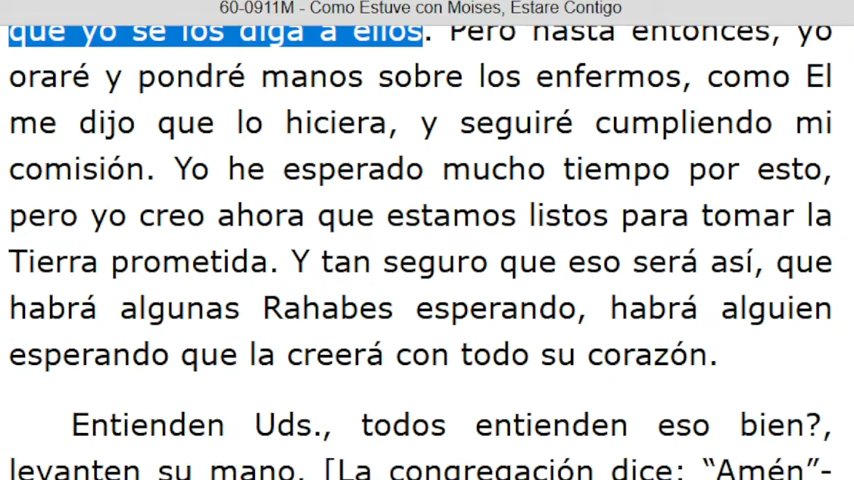 60-0911M - Como Estuve con Moises, Estare Contigo
que yo se los diga a ellos. Pero hasta entonces, yo
oraré y pondré manos sobre los enfermos, como El
me dijo que lo hiciera, y seguiré cumpliendo mi
comisión. Yo he esperado mucho tiempo por esto,
pero yo creo ahora que estamos listos para tomar la
Tierra prometida. Y tan seguro que eso será así, que
habrá algunas Rahabes esperando, habrá alguien
esperando que la creerá con todo su corazón.
Entienden Uds., todos entienden eso bien?,
levanten su mano. [La congregación dice: “Amén”-